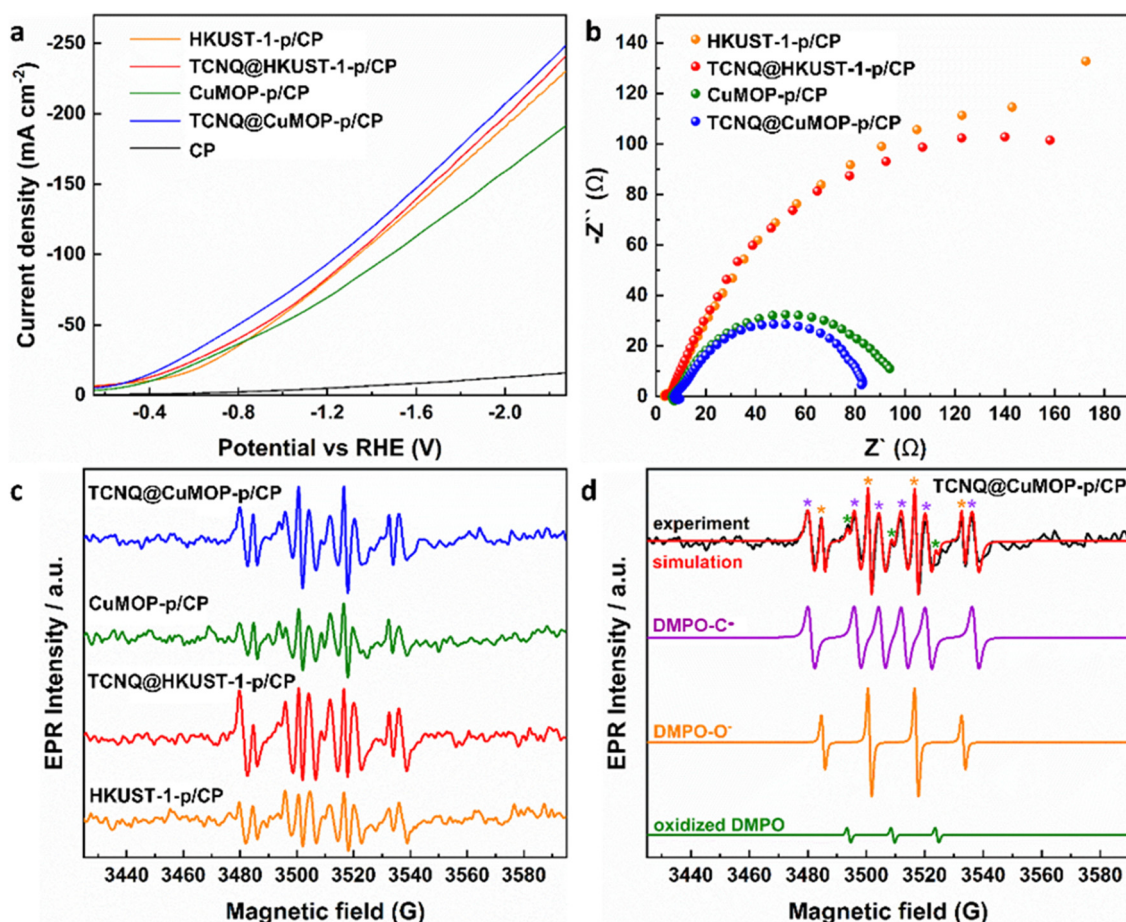 a
HKUST-1-p/CP
TCNQ@HKUST-1-p/CP
CuMOP-p/CP
TCNQ@CuMOP-p/CP
CP
Current density (mA cm⁻²)
-250
-200
-150
-100
-50
0
-0.4
-0.8
-1.2
-1.6
-2.0
Potential vs RHE (V)
b
HKUST-1-p/CP
TCNQ@HKUST-1-p/CP
CuMOP-p/CP
TCNQ@CuMOP-p/CP
-Z`` (Ω)
140
120
100
80
60
40
20
0
20
40
60
80
100
120
140
160
180
Z` (Ω)
c
TCNQ@CuMOP-p/CP
CuMOP-p/CP
TCNQ@HKUST-1-p/CP
HKUST-1-p/CP
EPR Intensity / a.u.
3440
3460
3480
3500
3520
3540
3560
3580
Magnetic field (G)
d
TCNQ@CuMOP-p/CP
experiment
simulation
DMPO-C•
DMPO-O⁻
oxidized DMPO
* * * * * * * * * * * * *
EPR Intensity / a.u.
3440
3460
3480
3500
3520
3540
3560
3580
Magnetic field (G)